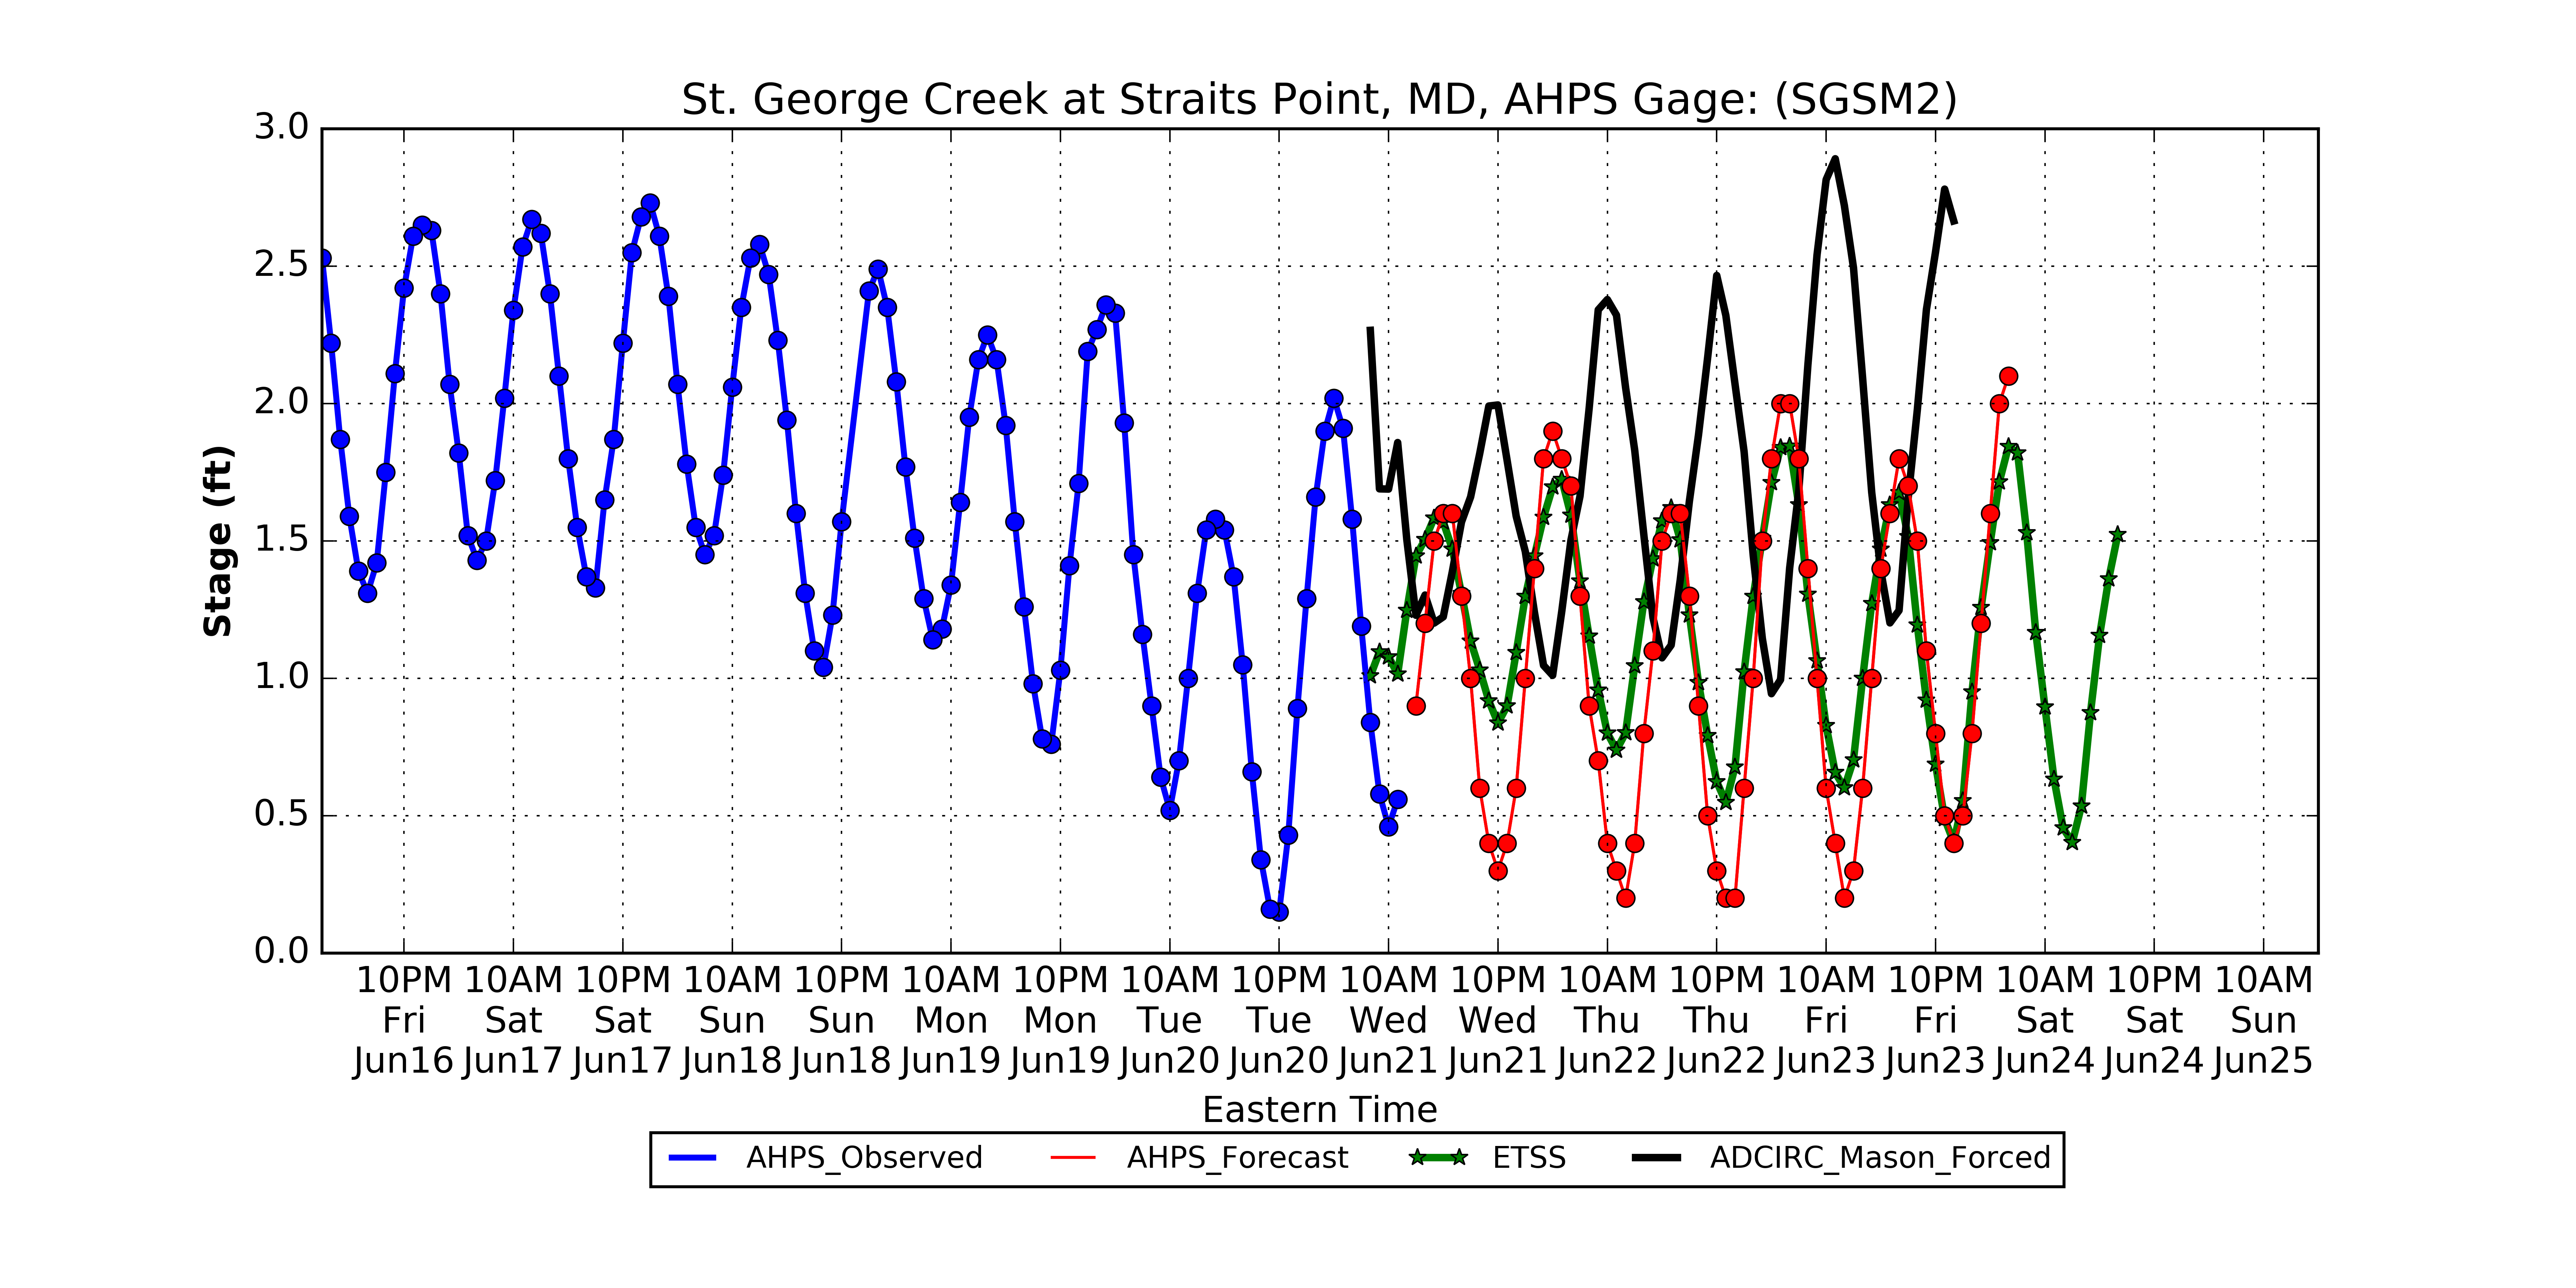 St. George Creek at Straits Point, MD, AHPS Gage: (SGSM2)
3.0
2.5
2.0
1.5
1.0
0.5
0.0
Stage (ft)
10PM 10AM 10PM 10AM 10PM 10AM 10PM 10AM 10PM 10AM 10PM 10AM 10PM 10AM 10PM 10AM 10PM 10AM
Fri Sat Sat Sun Sun Mon Mon Tue Tue Wed Wed Thu Thu Fri Fri Sat Sat Sun
Jun16 Jun17 Jun17 Jun18 Jun18 Jun19 Jun19 Jun20 Jun20 Jun21 Jun21 Jun22 Jun22 Jun23 Jun23 Jun24 Jun24 Jun25
Eastern Time
AHPS_Observed AHPS_Forecast ETSS ADCIRC_Mason_Forced